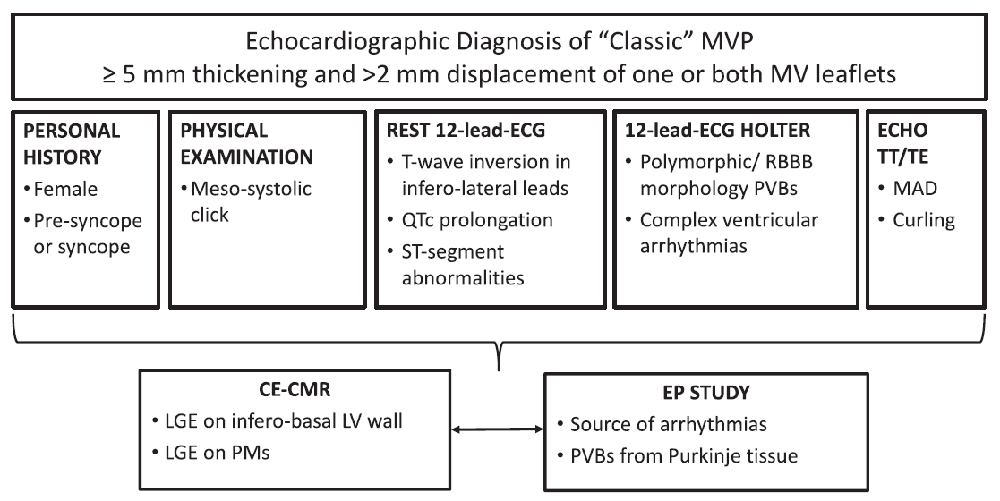 Echocardiographic Diagnosis of “Classic” MVP
≥ 5 mm thickening and >2 mm displacement of one or both MV leaflets
PERSONAL
HISTORY
• Female
• Pre-syncope
or syncope
PHYSICAL
EXAMINATION
• Meso-systolic
click
REST 12-lead-ECG
• T-wave inversion in
infero-lateral leads
• QTc prolongation
• ST-segment
abnormalities
12-lead-ECG HOLTER
• Polymorphic/ RBBB
morphology PVBs
• Complex ventricular
arrhythmias
ECHO
TT/TE
• MAD
• Curling
CE-CMR
• LGE on infero-basal LV wall
• LGE on PMs
EP STUDY
• Source of arrhythmias
• PVBs from Purkinje tissue